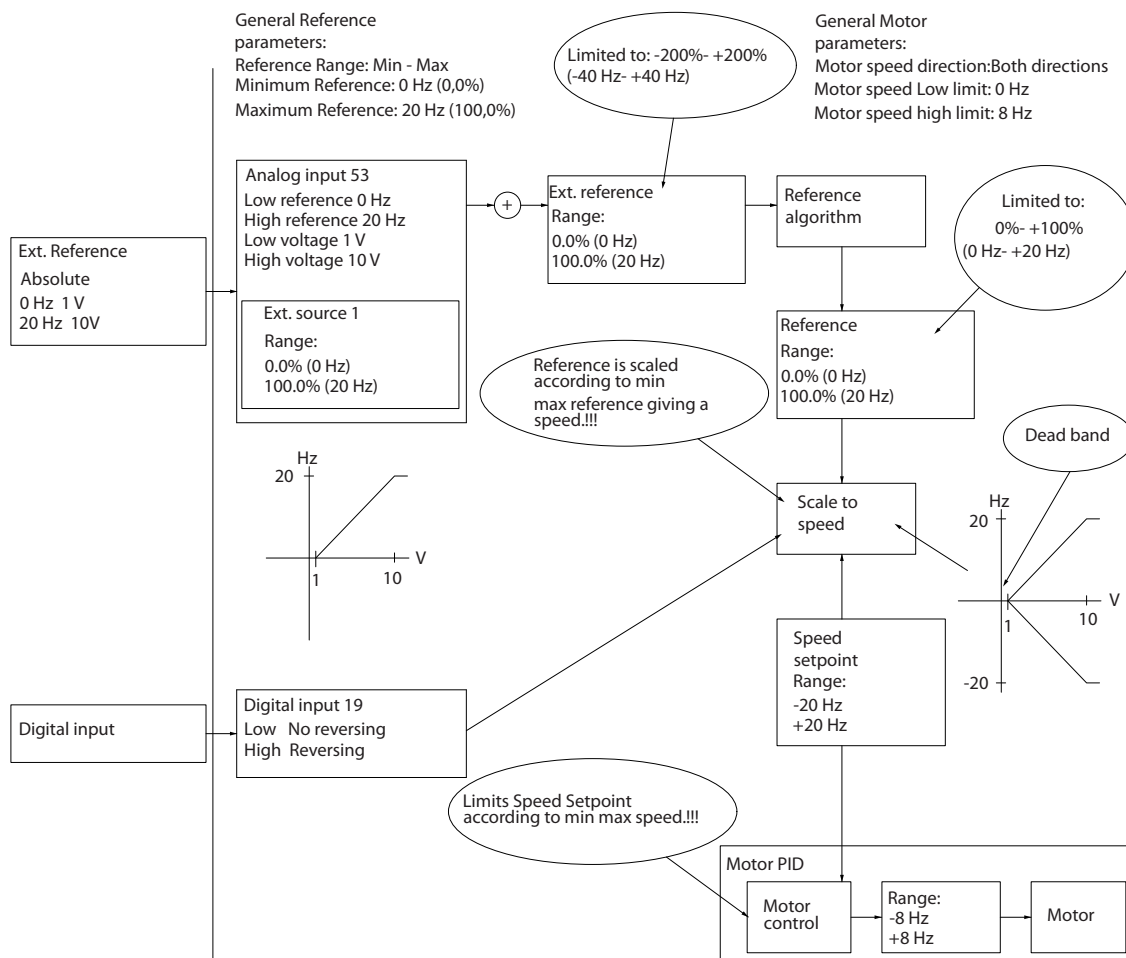 General Reference
parameters:
Reference Range: Min - Max
Minimum Reference: 0 Hz (0,0%)
Maximum Reference: 20 Hz (100,0%)
Limited to: -200%- +200%
(-40 Hz- +40 Hz)
General Motor
parameters:
Motor speed direction:Both directions
Motor speed Low limit: 0 Hz
Motor speed high limit: 8 Hz
Ext. Reference
Absolute
0 Hz 1 V
20 Hz 10V
Analog input 53
Low reference 0 Hz
High reference 20 Hz
Low voltage 1 V
High voltage 10 V
Ext. source 1
Range:
0.0% (0 Hz)
100.0% (20 Hz)
+
Ext. reference
Range:
0.0% (0 Hz)
100.0% (20 Hz)
Reference
algorithm
Limited to:
0%- +100%
(0 Hz- +20 Hz)
Reference
Range:
0.0% (0 Hz)
100.0% (20 Hz)
Reference is scaled
according to min
max reference giving a
speed.!!!
Dead band
Hz
20
V
1
10
Scale to
speed
Hz
20
V
1
10
-20
Speed
setpoint
Range:
-20 Hz
+20 Hz
Digital input
Digital input 19
Low No reversing
High Reversing
Limits Speed Setpoint
according to min max speed.!!!
Motor PID
Motor
control
Range:
-8 Hz
+8 Hz
Motor